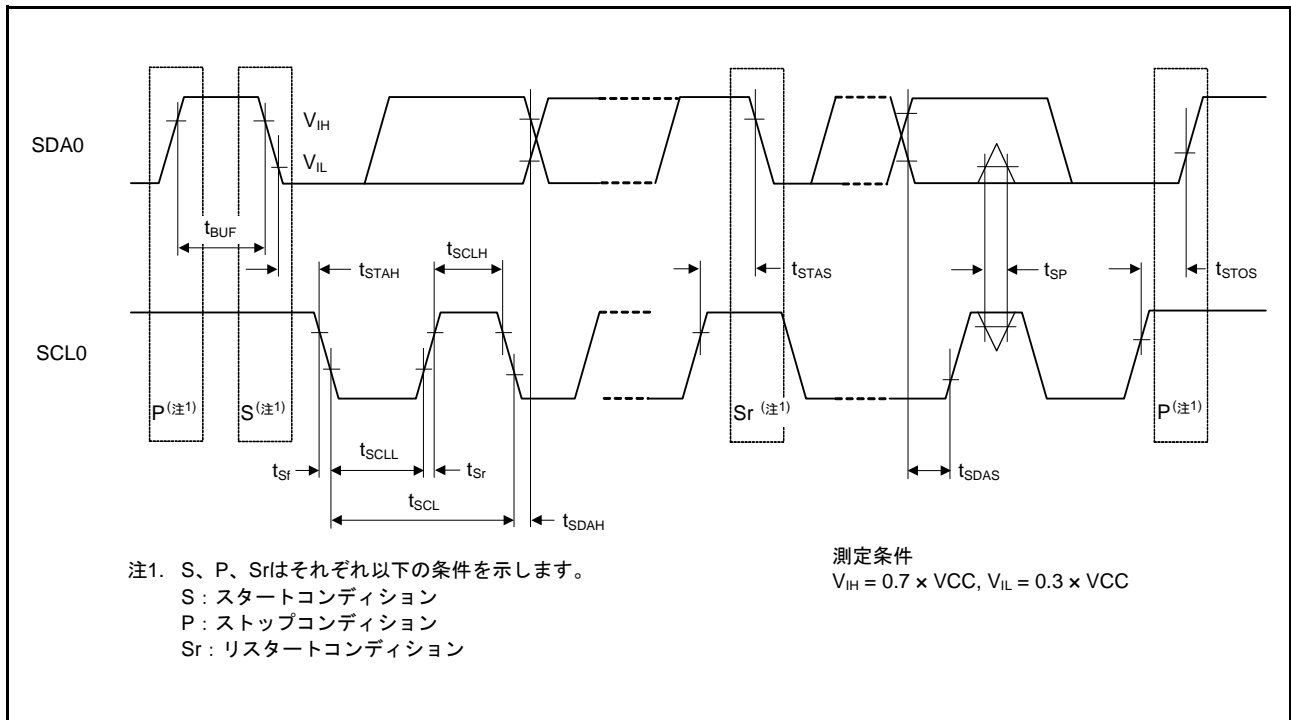 SDA0
VIH
VIL
tBUF
tSTAH
tSCLH
tSTAS
tSP
tSTOS
SCL0
P(注1)
S(注1)
Sr (注1)
P(注1)
tSf
tSCLL
tSr
tSDAS
tSCL
tSDAH
注1. S、P、Srはそれぞれ以下の条件を示します。
S：スタートコンディション
P：ストップコンディション
Sr：リスタートコンディション
測定条件
VIH = 0.7 × VCC, VIL = 0.3 × VCC